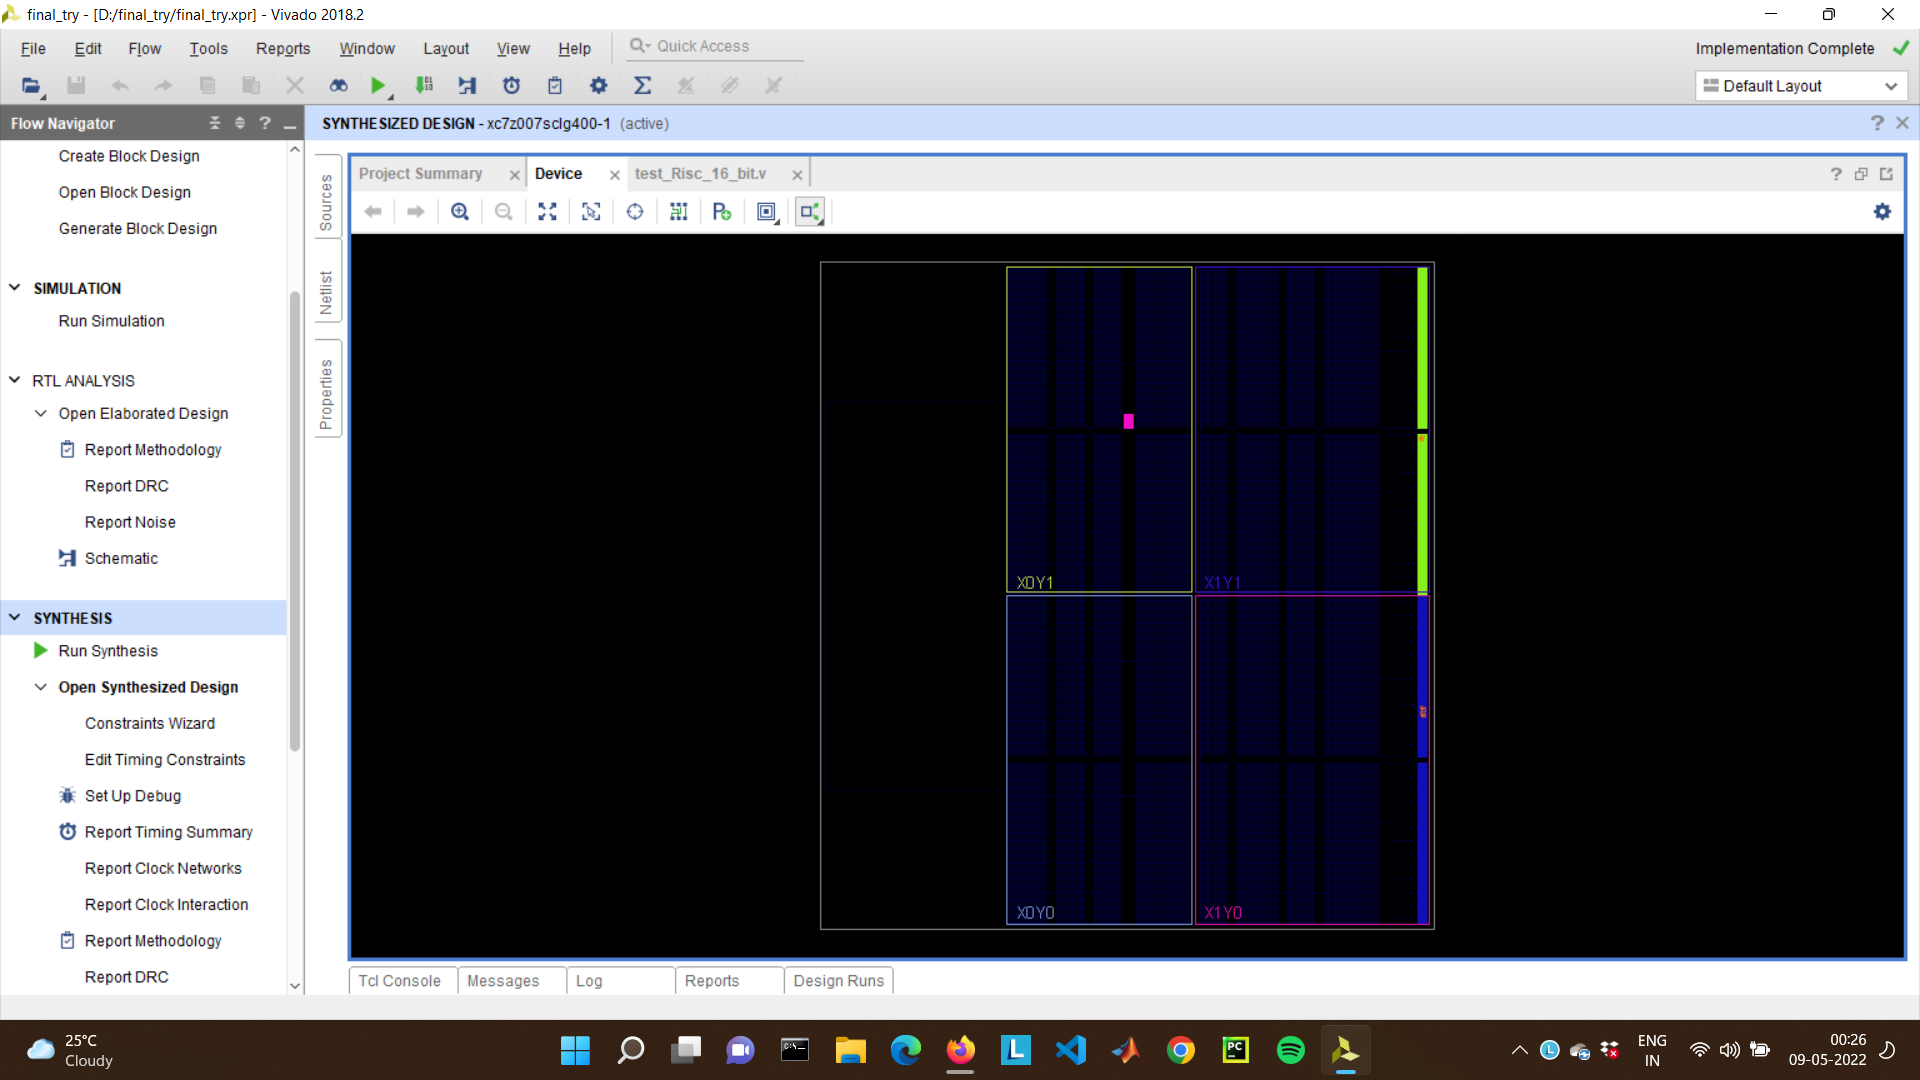 final_try - [D:/final_try/final_try.xpr] - Vivado 2018.2
File Edit Flow Tools Reports Window Layout View Help Quick Access
Implementation Complete
Default Layout
Flow Navigator
SYNTHESIZED DESIGN - xc7z007sclg400-1 (active)
Create Block Design
Open Block Design
Generate Block Design
SIMULATION
Run Simulation
RTL ANALYSIS
Open Elaborated Design
Report Methodology
Report DRC
Report Noise
Schematic
SYNTHESIS
Run Synthesis
Open Synthesized Design
Constraints Wizard
Edit Timing Constraints
Set Up Debug
Report Timing Summary
Report Clock Networks
Report Clock Interaction
Report Methodology
Report DRC
Sources
Netlist
Properties
Project Summary
Device
test_Risc_16_bit.v
X0Y1
X1Y1
X0Y0
X1Y0
Tcl Console
Messages
Log
Reports
Design Runs
25°C
Cloudy
ENG
IN
00:26
09-05-2022